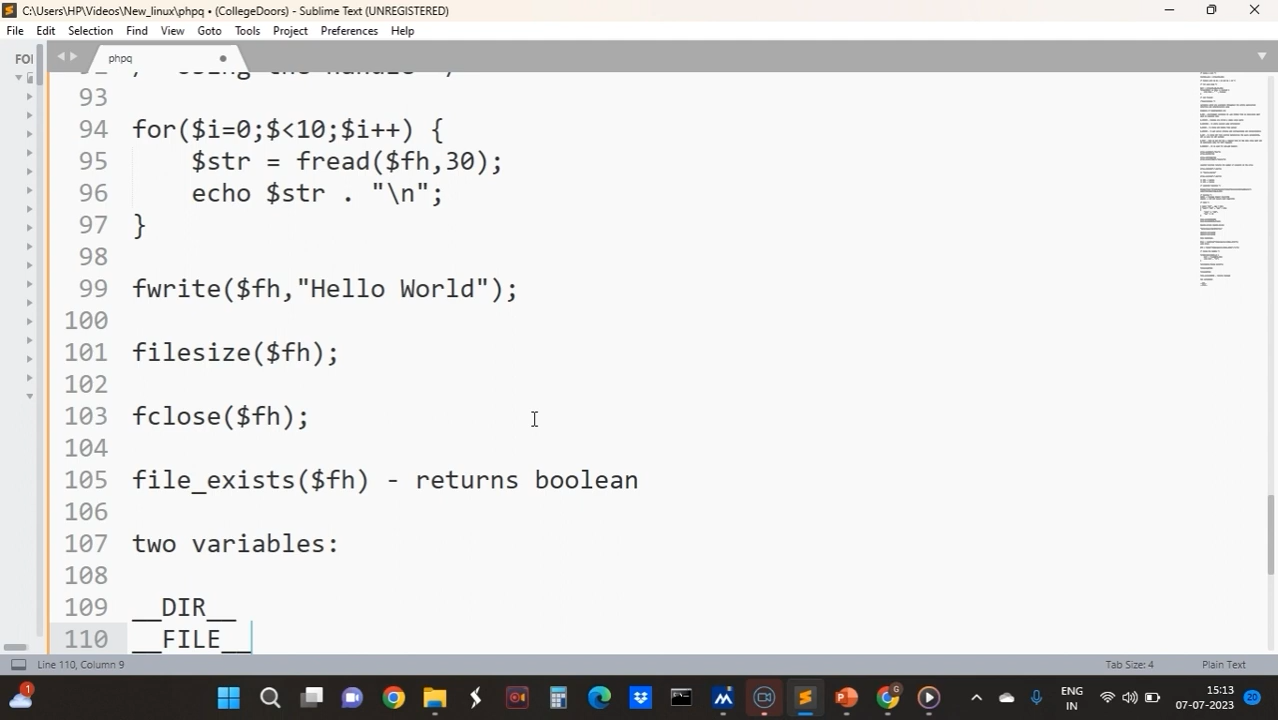 C:\Users\HP\Videos\New_linux\phpq • (CollegeDoors) - Sublime Text (UNREGISTERED)
File Edit Selection Find View Goto Tools Project Preferences Help
FOI
phpq
93
94 for($i=0;$<10;$i++) {
95 $str = fread($fh,30);
96 echo $str . "\n";
97 }
98
99 fwrite($fh,"Hello World");
100
101 filesize($fh);
102
103 fclose($fh);
104
105 file_exists($fh) - returns boolean
106
107 two variables:
108
109 __DIR__
110 __FILE__
Line 110, Column 9 Tab Size: 4 Plain Text
1 ENG 15:13
IN 07-07-2023 20